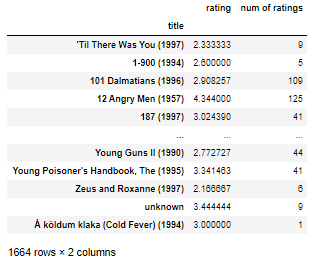 rating num of ratings
title
'Til There Was You (1997) 2.333333 9
1-900 (1994) 2.600000 5
101 Dalmatians (1996) 2.908257 109
12 Angry Men (1957) 4.344000 125
187 (1997) 3.024390 41
... ... ...
Young Guns II (1990) 2.772727 44
Young Poisoner's Handbook, The (1995) 3.341463 41
Zeus and Roxanne (1997) 2.166667 6
unknown 3.444444 9
Á köldum klaka (Cold Fever) (1994) 3.000000 1
1664 rows × 2 columns